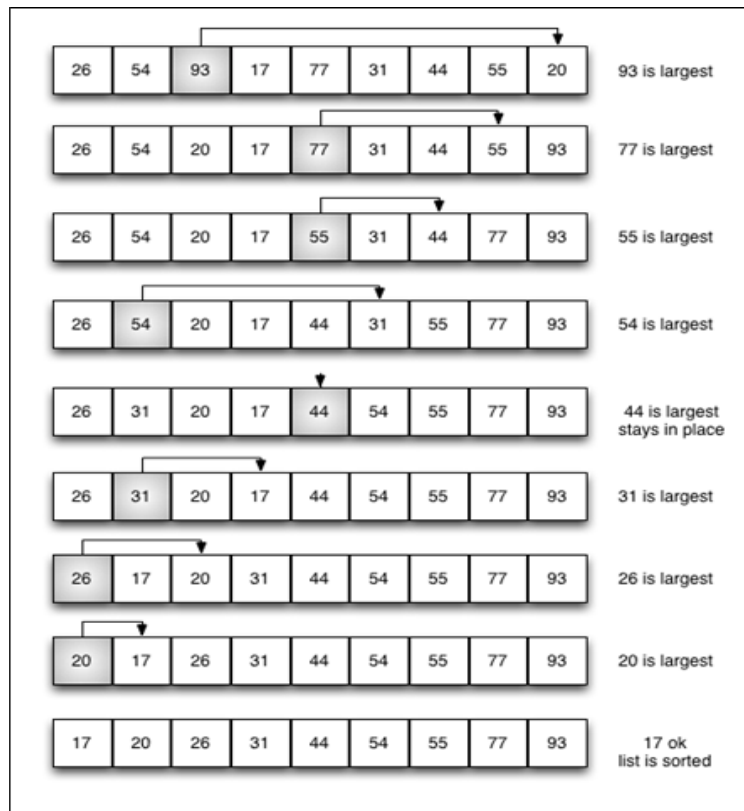 26 54 93 17 77 31 44 55 20 93 is largest
26 54 20 17 77 31 44 55 93 77 is largest
26 54 20 17 55 31 44 77 93 55 is largest
26 54 20 17 44 31 55 77 93 54 is largest
26 31 20 17 44 54 55 77 93 44 is largest
stays in place
26 31 20 17 44 54 55 77 93 31 is largest
26 17 20 31 44 54 55 77 93 26 is largest
20 17 26 31 44 54 55 77 93 20 is largest
17 20 26 31 44 54 55 77 93 17 ok
list is sorted